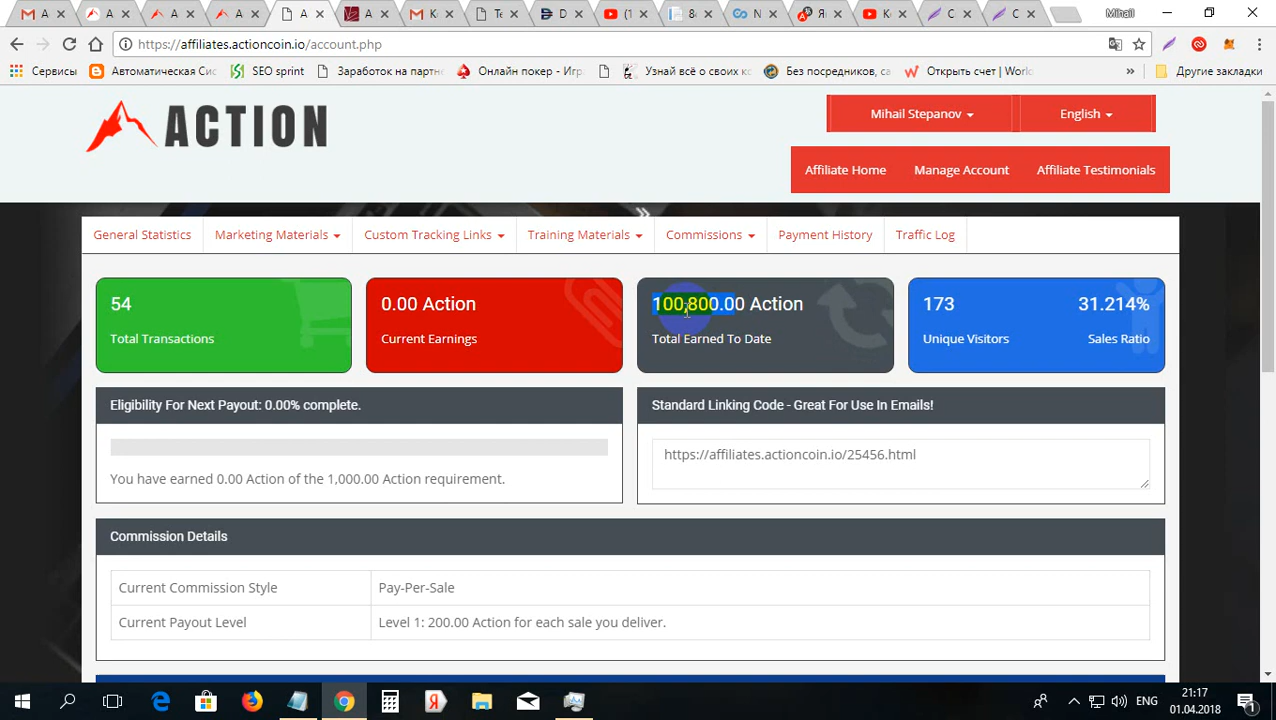 A
A
A
A
A
A
K
Te
D
(1
8
N
Я
K
C
C
Mihail
https://affiliates.actioncoin.io/account.php
Сервисы
Автоматическая Си
SEO sprint
Заработок на партн
Онлайн покер - Игр
Узнай всё о своих к
Без посредников, са
Открыть счет | Worl
»
Другие закладки
ACTION
Mihail Stepanov
English
Affiliate Home
Manage Account
Affiliate Testimonials
General Statistics
Marketing Materials
Custom Tracking Links
Training Materials
Commissions
Payment History
Traffic Log
54
Total Transactions
0.00 Action
Current Earnings
100,800.00 Action
Total Earned To Date
173
31.214%
Unique Visitors
Sales Ratio
Eligibility For Next Payout: 0.00% complete.
You have earned 0.00 Action of the 1,000.00 Action requirement.
Standard Linking Code - Great For Use In Emails!
https://affiliates.actioncoin.io/25456.html
Commission Details
Current Commission Style
Pay-Per-Sale
Current Payout Level
Level 1: 200.00 Action for each sale you deliver.
ENG
21:17
01.04.2018